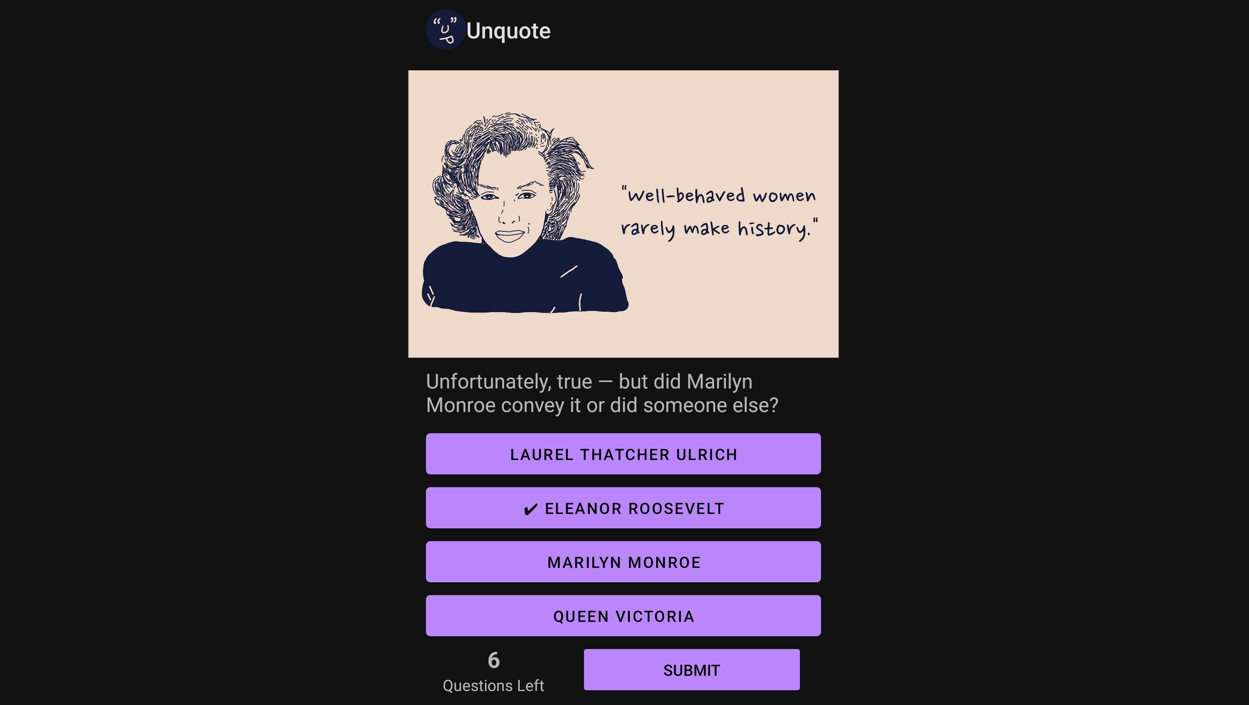 Unquote
"Well-behaved women
rarely make history."
Unfortunately, true — but did Marilyn
Monroe convey it or did someone else?
LAUREL THATCHER ULRICH
✔ ELEANOR ROOSEVELT
MARILYN MONROE
QUEEN VICTORIA
6
Questions Left
SUBMIT